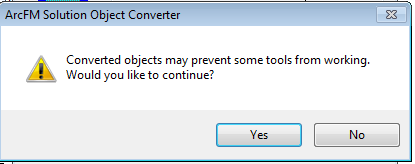 ArcFM Solution Object Converter
Converted objects may prevent some tools from working.
Would you like to continue?
Yes
No